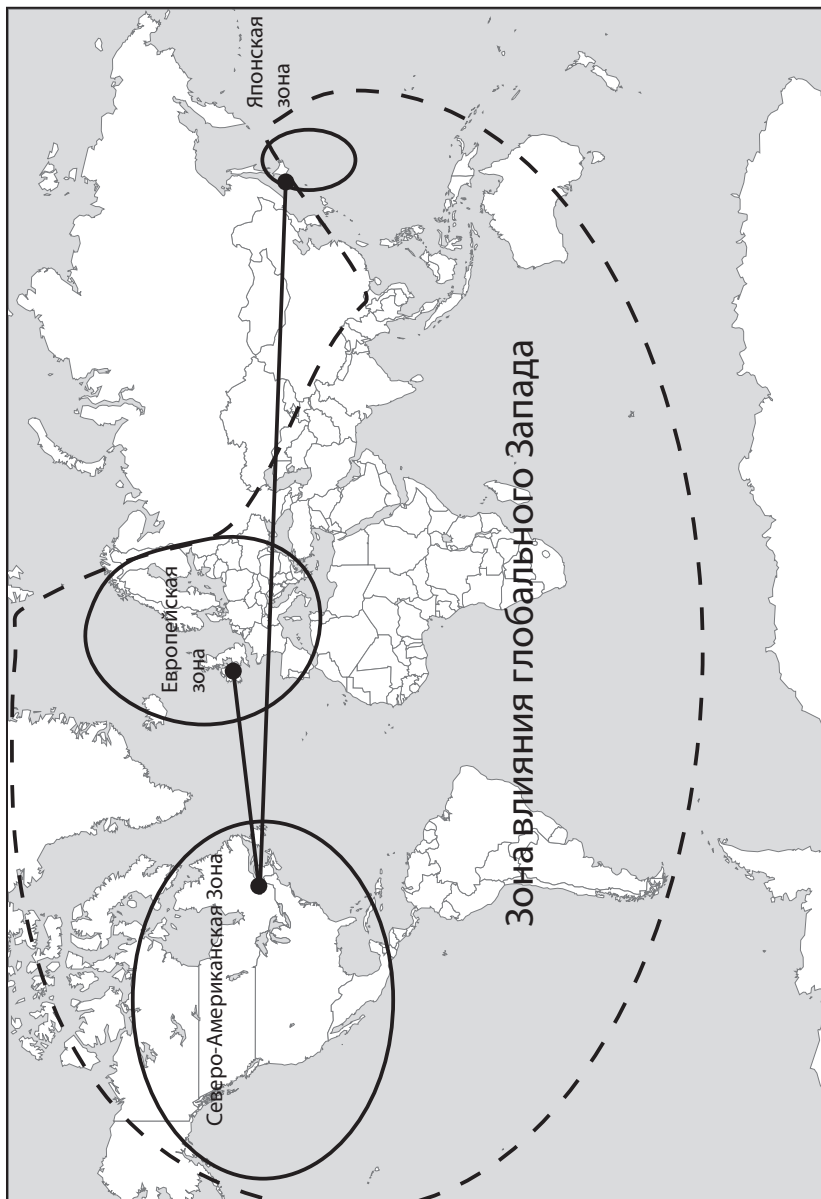 Северо-Американская Зона
Европейская
зона
Японская
зона
Зона влияния глобального Запада